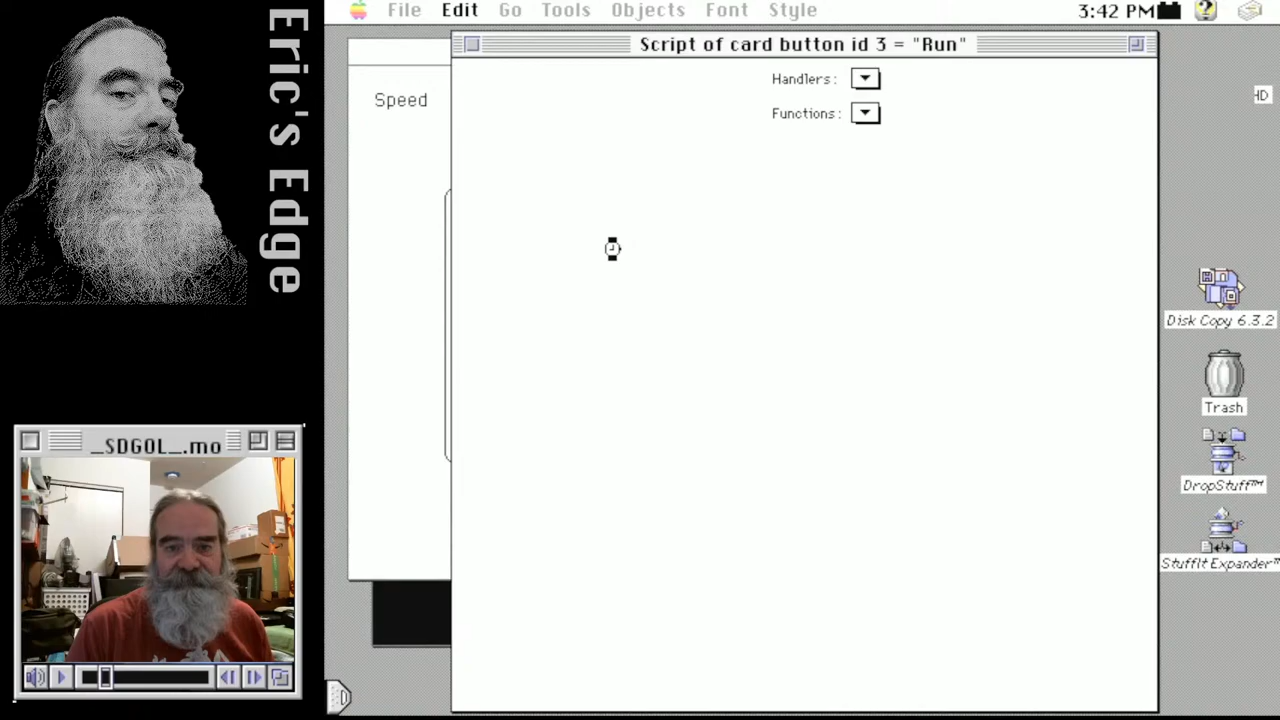 Eric's Edge
File Edit Go Tools Objects Font Style
3:42 PM
Script of card button id 3 = "Run"
Handlers:
Functions:
Speed
HD
Disk Copy 6.3.2
Trash
DropStuff™
StuffIt Expander™
_SDGOL_.mo